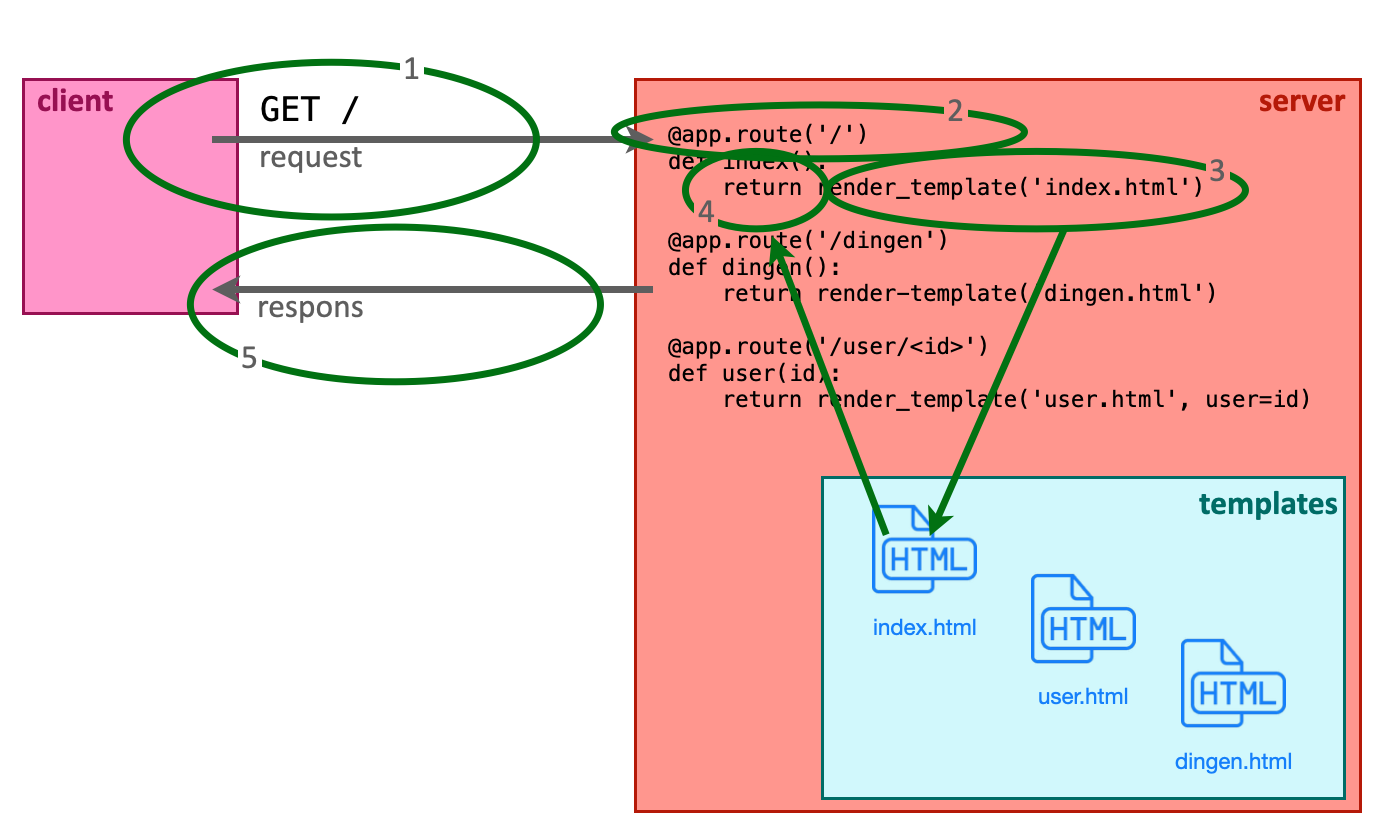 client
1
GET /
request
respons
5
server
2
@app.route('/')
def index():
3
return render_template('index.html')
4
@app.route('/dingen')
def dingen():
return render-template('dingen.html')
@app.route('/user/<id>')
def user(id):
return render_template('user.html', user=id)
templates
HTML
index.html
HTML
user.html
HTML
dingen.html